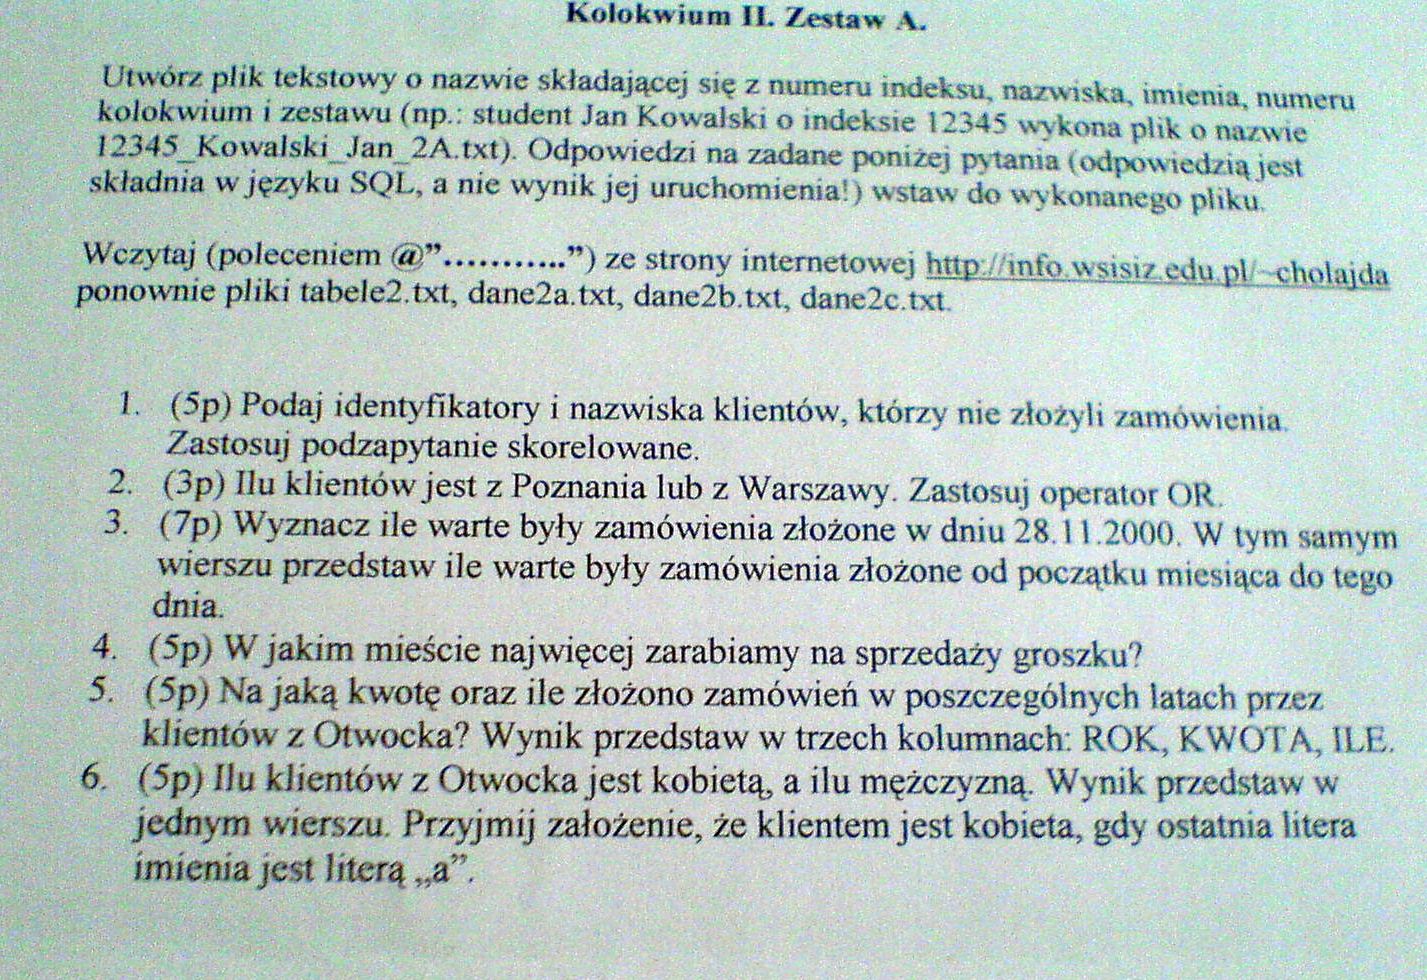 Kolokwium II. Zestaw A.
Utwórz plik tekstowy o nazwie składającej się z numeru indeksu, nazwiska, imienia, numeru
kolokwium i zestawu (np.: student Jan Kowalski o indeksie 12345 wykona plik o nazwie
12345_Kowalski_Jan_2A.txt). Odpowiedzi na zadane poniżej pytania (odpowiedzią jest
składnia w języku SQL, a nie wynik jej uruchomienia!) wstaw do wykonanego pliku.
Wczytaj (poleceniem @”............”) ze strony internetowej http://info.wsisiz.edu.pl/~cholajda
ponownie pliki tabele2.txt, dane2a.txt, dane2b.txt, dane2c.txt.
1. (5p) Podaj identyfikatory i nazwiska klientów, którzy nie złożyli zamówienia.
Zastosuj podzapytanie skorelowane.
2. (3p) Ilu klientów jest z Poznania lub z Warszawy. Zastosuj operator OR.
3. (7p) Wyznacz ile warte były zamówienia złożone w dniu 28.11.2000. W tym samym
wierszu przedstaw ile warte były zamówienia złożone od początku miesiąca do tego
dnia.
4. (5p) W jakim mieście najwięcej zarabiamy na sprzedaży groszku?
5. (5p) Na jaką kwotę oraz ile złożono zamówień w poszczególnych latach przez
klientów z Otwocka? Wynik przedstaw w trzech kolumnach: ROK, KWOTA, ILE.
6. (5p) Ilu klientów z Otwocka jest kobietą, a ilu mężczyzną. Wynik przedstaw w
jednym wierszu. Przyjmij założenie, że klientem jest kobieta, gdy ostatnia litera
imienia jest literą „a”.